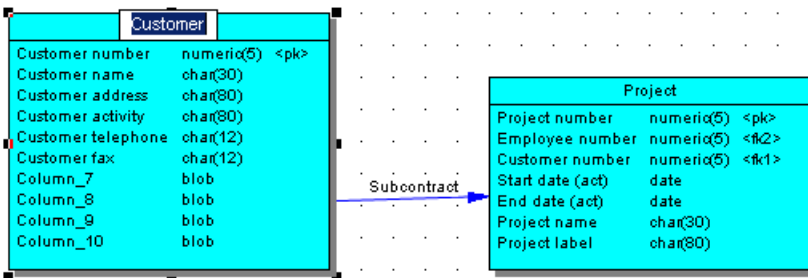 Customer
Customer number numeric(5) <pk>
Customer name char(30)
Customer address char(80)
Customer activity char(80)
Customer telephone char(12)
Customer fax char(12)
Column_7 blob
Column_8 blob
Column_9 blob
Column_10 blob
Subcontract
Project
Project number numeric(5) <pk>
Employee number numeric(5) <fk2>
Customer number numeric(5) <fk1>
Start date (act) date
End date (act) date
Project name char(30)
Project label char(80)